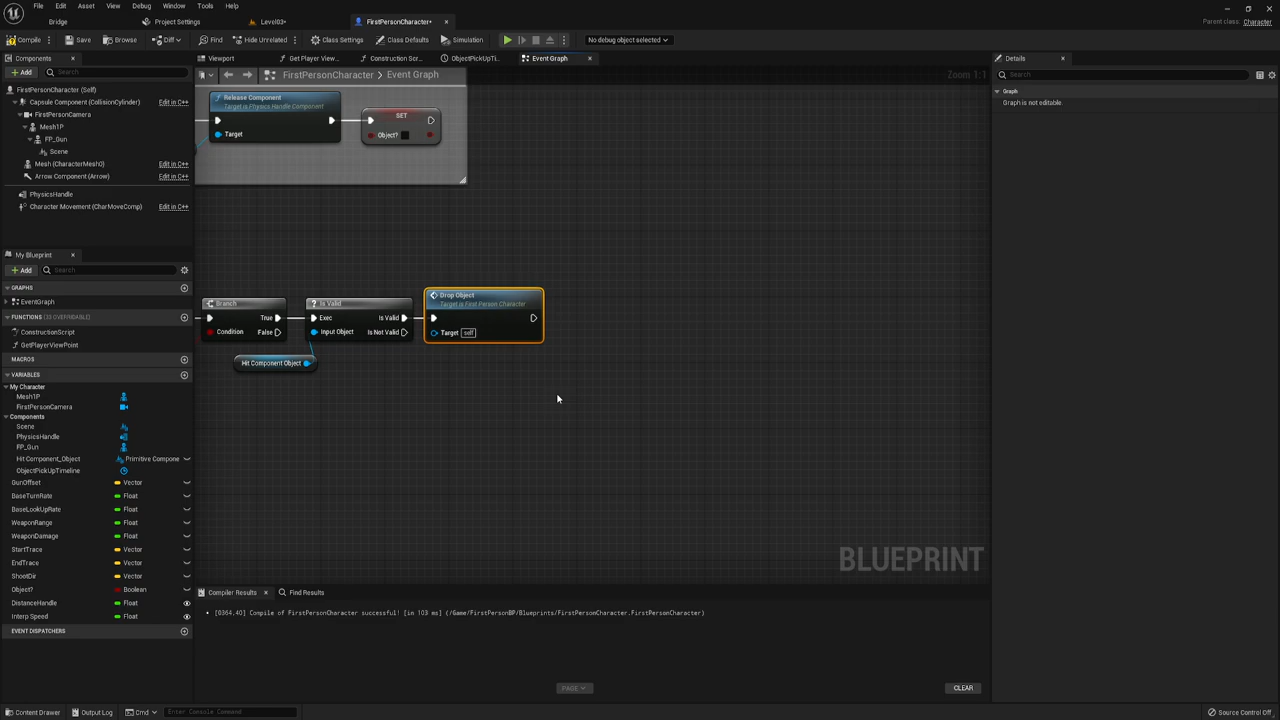 File Edit Asset View Debug Window Tools Help
Parent class: Character
Bridge Project Settings Level03* FirstPersonCharacter*
Compile Save Browse Diff Find Hide Unrelated Class Settings Class Defaults Simulation No debug object selected
Components
Add Search
FirstPersonCharacter (Self)
Capsule Component (CollisionCylinder) Edit in C++
FirstPersonCamera
Mesh1P
FP_Gun
Scene
Mesh (CharacterMesh0) Edit in C++
Arrow Component (Arrow) Edit in C++
PhysicsHandle
Character Movement (CharMoveComp) Edit in C++
My Blueprint
Add Search
GRAPHS
EventGraph
FUNCTIONS (33 OVERRIDABLE)
ConstructionScript
GetPlayerViewPoint
MACROS
VARIABLES
My Character
Mesh1P
FirstPersonCamera
Components
Scene
PhysicsHandle
FP_Gun
Hit Component_Object Primitive Compone
ObjectPickUpTimeline
GunOffset Vector
BaseTurnRate Float
BaseLookUpRate Float
WeaponRange Float
WeaponDamage Float
StartTrace Vector
EndTrace Vector
ShootDir Vector
Object? Boolean
DistanceHandle Float
Interp Speed Float
EVENT DISPATCHERS
Viewport Get Player View... Construction Scr... ObjectPickUpTi... Event Graph
FirstPersonCharacter > Event Graph Zoom 1:1
Release Component
Target is Physics Handle Component
Target
SET
Object?
Branch
True
Condition False
Is Valid
Exec Is Valid
Input Object Is Not Valid
Hit Component Object
Drop Object
Target is First Person Character
Target self
BLUEPRINT
Compiler Results Find Results
• [0364,40] Compile of FirstPersonCharacter successful! [in 103 ms] (/Game/FirstPersonBP/Blueprints/FirstPersonCharacter.FirstPersonCharacter)
PAGE CLEAR
Details
Search
Graph
Graph is not editable.
Content Drawer Output Log Cmd Enter Console Command Source Control Off